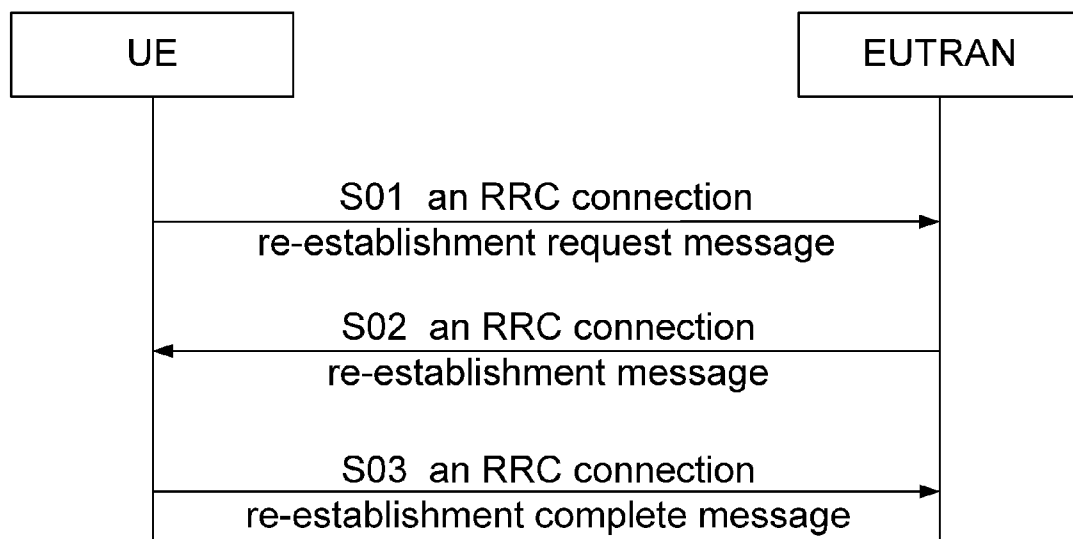 UE
EUTRAN
S01 an RRC connection
re-establishment request message
S02 an RRC connection
re-establishment message
S03 an RRC connection
re-establishment complete message